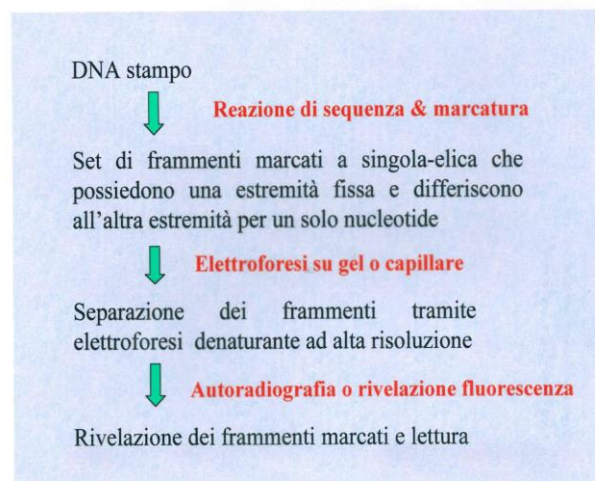 DNA stampo
Reazione di sequenza & marcatura
Set di frammenti marcati a singola-elica che
possiedono una estremità fissa e differiscono
all'altra estremità per un solo nucleotide
Elettroforesi su gel o capillare
Separazione dei frammenti tramite
elettroforesi denaturante ad alta risoluzione
Autoradiografia o rivelazione fluorescenza
Rivelazione dei frammenti marcati e lettura